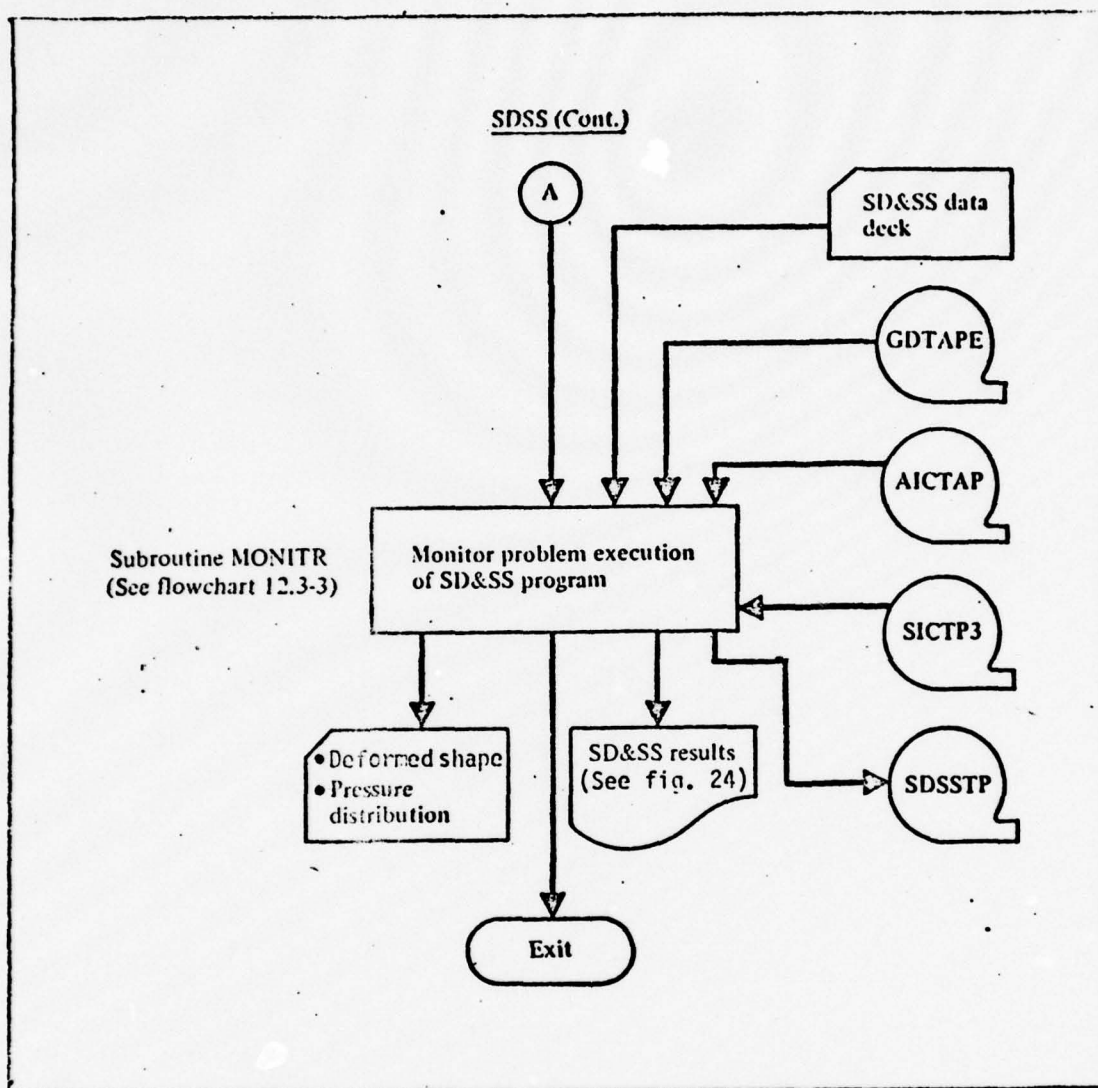 SDSS (Cont.)
A
SD&SS data
deck
GDTAPE
AICTAP
Subroutine MONITR
(See flowchart 12.3-3)
Monitor problem execution
of SD&SS program
SICTP3
• Deformed shape
• Pressure
distribution
SD&SS results
(See fig. 24)
SDSSTP
Exit